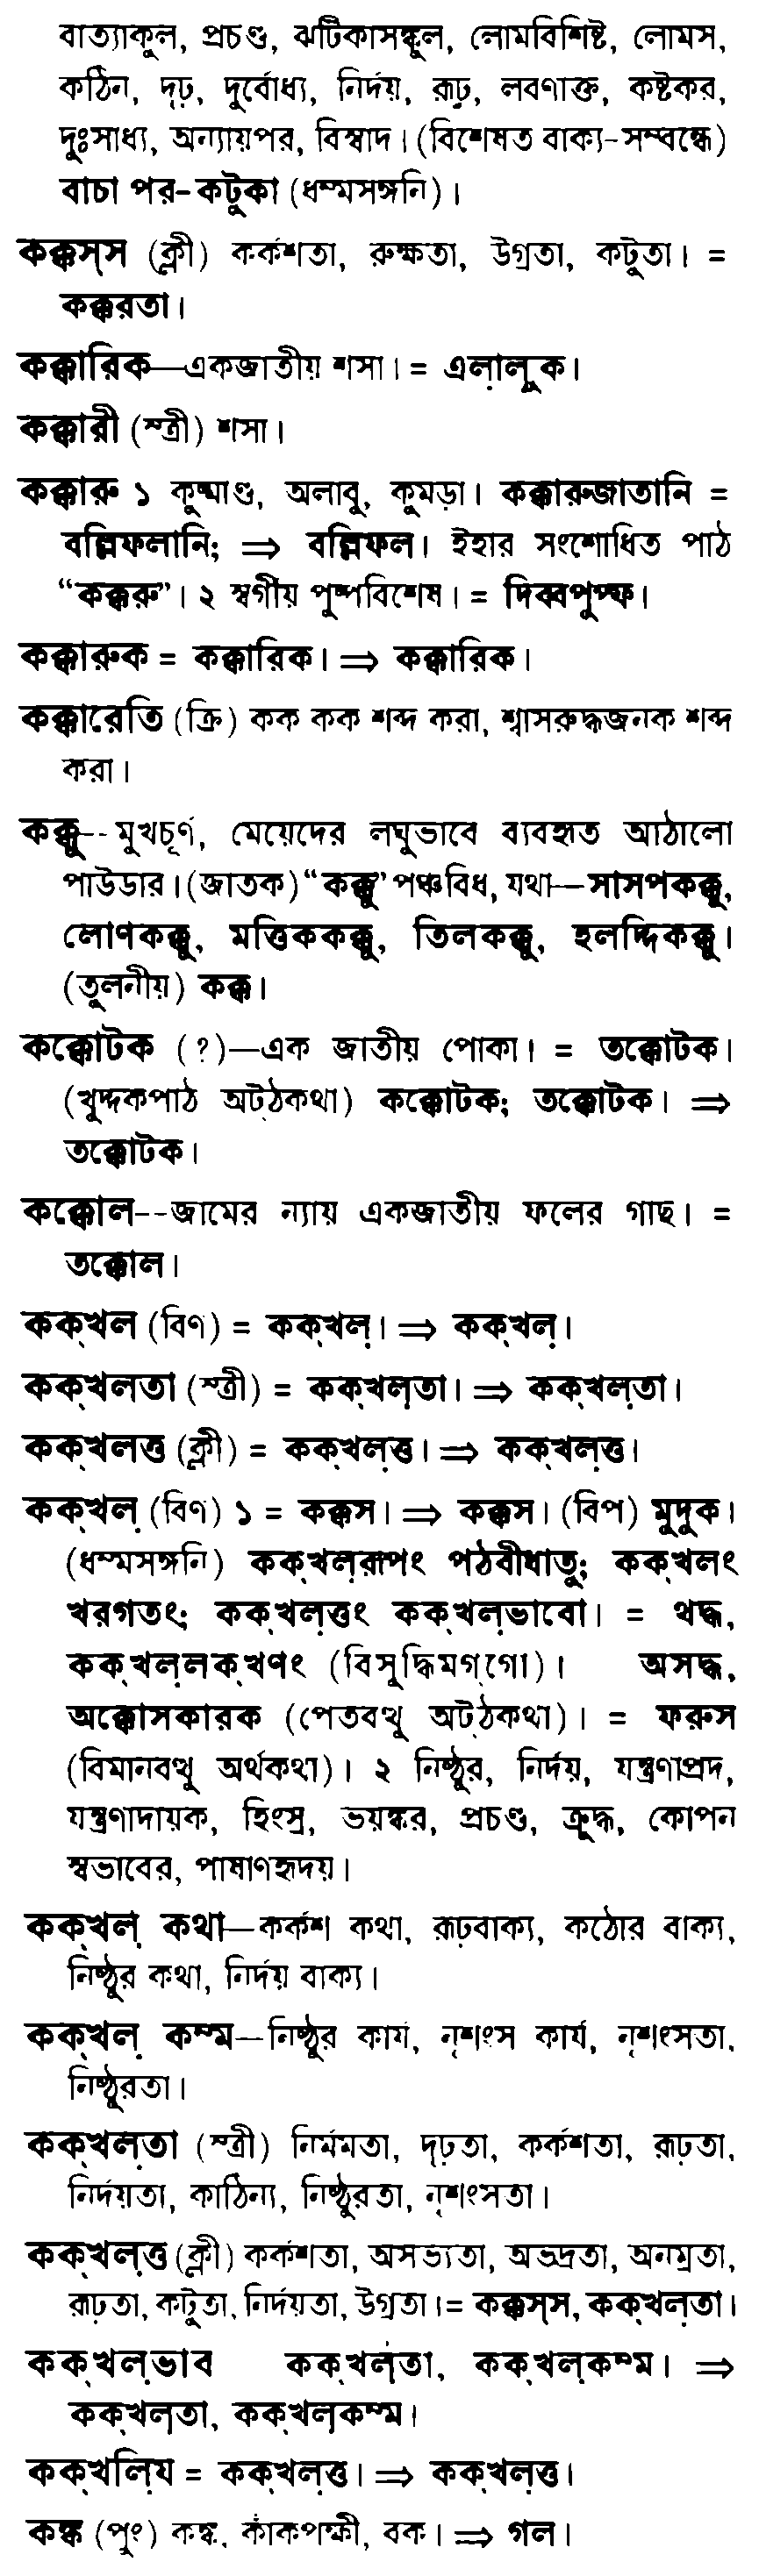 বাত্যাকুল, প্রচণ্ড, ঝটিকাসঙ্কুল, লোমবিশিষ্ট, লোমস,
কঠিন, দৃঢ়, দুর্বোধ্য, নির্দয়, রূঢ়, লবণাক্ত, কষ্টকর,
দুঃসাধ্য, অন্যায়পর, বিস্বাদ। (বিশেষত বাক্য-সম্বন্ধে)
বাচা পর-কটুকা (ধম্মসঙ্গনি)।
কক্কস্স (ক্লী) কর্কশতা, রুক্ষতা, উগ্রতা, কটুতা। =
কক্করতা।
কক্কারিক—একজাতীয় শসা। = এল়ালুক।
কক্কারী (স্ত্রী) শসা।
কক্কারু ১ কুষ্মাণ্ড, অলাবু, কুমড়া। কক্কারুজাতানি =
বল্লিফলানি; ⇒ বল্লিফল। ইহার সংশোধিত পাঠ
“কক্করু”। ২ স্বর্গীয় পুষ্পবিশেষ। = দিব্বপুপ্ফ।
কক্কারুক = কক্কারিক। ⇒ কক্কারিক।
কক্কারেতি (ক্রি) কক কক শব্দ করা, শ্বাসরুদ্ধজনক শব্দ
করা।
কক্কু-- মুখচূর্ণ, মেয়েদের লঘুভাবে ব্যবহৃত আঠালো
পাউডার। (জাতক) “কক্কু” পঞ্চবিধ, যথা—সাসপকক্কু,
লোণকক্কু, মত্তিককক্কু, তিলকক্কু, হলদ্দিকক্কু।
(তুলনীয়) কক্ক।
কক্কোটক (?)—এক জাতীয় পোকা। = তক্কোটক।
(খুদ্দকপাঠ অট্ঠকথা) কক্কোটক; তক্কোটক। ⇒
তক্কোটক।
কক্কোল--জামের ন্যায় একজাতীয় ফলের গাছ। =
তক্কোল।
কক্খল (বিণ) = কক্খল়। ⇒ কক্খল়।
কক্খলতা (স্ত্রী) = কক্খল়তা। ⇒ কক্খল়তা।
কক্খলত্ত (ক্লী) = কক্খল়ত্ত। ⇒ কক্খল়ত্ত।
কক্খল় (বিণ) ১ = কক্কস। ⇒ কক্কস। (বিপ) মুদুক।
(ধম্মসঙ্গনি) কক্খল়রূপং পঠবীধাতু; কক্খলং
খরগতং; কক্খল়ত্তং কক্খল়ভাবো। = থদ্ধ,
কক্খল়লক্খণং (বিসুদ্ধিমগ্গো)। অসদ্ধ,
অক্কোসকারক (পেতবত্থু অট্ঠকথা)। = ফরুস
(বিমানবত্থু অর্থকথা)। ২ নিষ্ঠুর, নির্দয়, যন্ত্রণাপ্রদ,
যন্ত্রণাদায়ক, হিংস্র, ভয়ঙ্কর, প্রচণ্ড, ক্রুদ্ধ, কোপন
স্বভাবের, পাষাণহৃদয়।
কক্খল় কথা—কর্কশ কথা, রূঢ়বাক্য, কঠোর বাক্য,
নিষ্ঠুর কথা, নির্দয় বাক্য।
কক্খল় কম্ম—নিষ্ঠুর কার্য, নৃশংস কার্য, নৃশংসতা,
নিষ্ঠুরতা।
কক্খল়তা (স্ত্রী) নির্মমতা, দৃঢ়তা, কর্কশতা, রূঢ়তা,
নির্দয়তা, কাঠিন্য, নিষ্ঠুরতা, নৃশংসতা।
কক্খল়ত্ত (ক্লী) কর্কশতা, অসভ্যতা, অভদ্রতা, অনম্রতা,
রূঢ়তা, কটুতা, নির্দয়তা, উগ্রতা। = কক্কস্স, কক্খল়তা।
কক্খল়ভাব কক্খল়তা, কক্খল়কম্ম। ⇒
কক্খল়তা, কক্খল়কম্ম।
কক্খলি়য = কক্খল়ত্ত। ⇒ কক্খল়ত্ত।
কঙ্ক (পুং) কঙ্ক, কাঁকপক্ষী, বক। ⇒ গল।